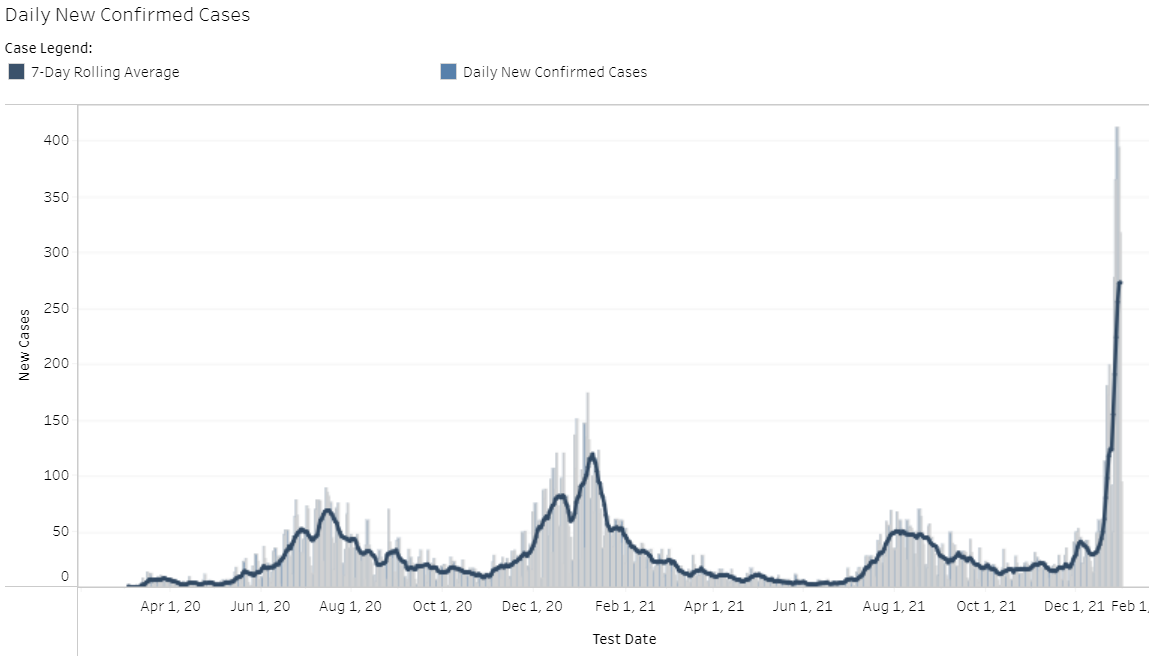 Daily New Confirmed Cases
Case Legend:
7-Day Rolling Average
Daily New Confirmed Cases
400
350
300
250
200
150
100
50
0
New Cases
Apr 1, 20 Jun 1, 20 Aug 1, 20 Oct 1, 20 Dec 1, 20 Feb 1, 21 Apr 1, 21 Jun 1, 21 Aug 1, 21 Oct 1, 21 Dec 1, 21 Feb 1,
Test Date